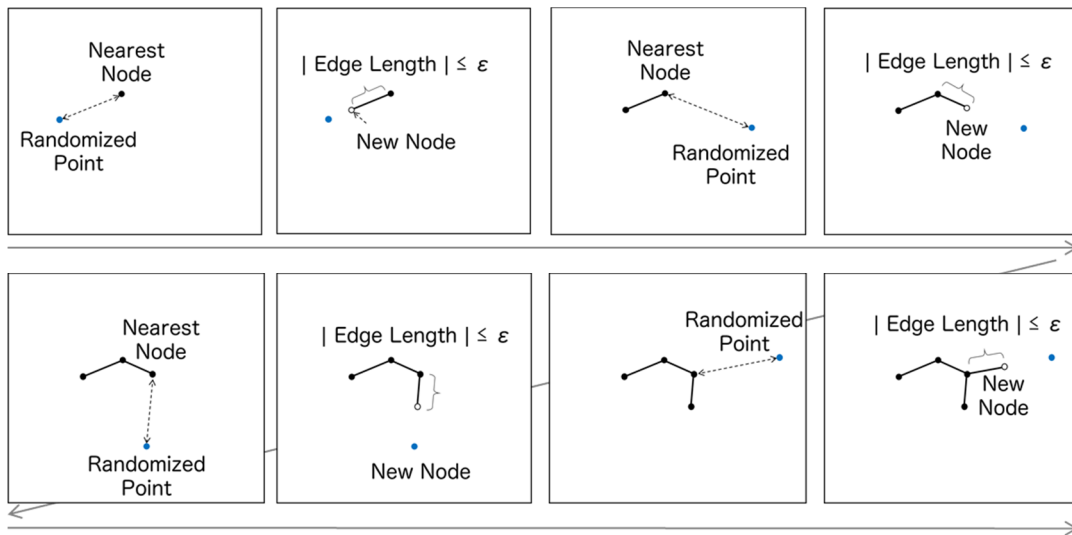 Nearest
Node
Randomized
Point
| Edge Length | ≦ ε
New Node
Nearest
Node
Randomized
Point
| Edge Length | ≦ ε
New
Node
Nearest
Node
Randomized
Point
| Edge Length | ≦ ε
New Node
Randomized
Point
| Edge Length | ≦ ε
New
Node